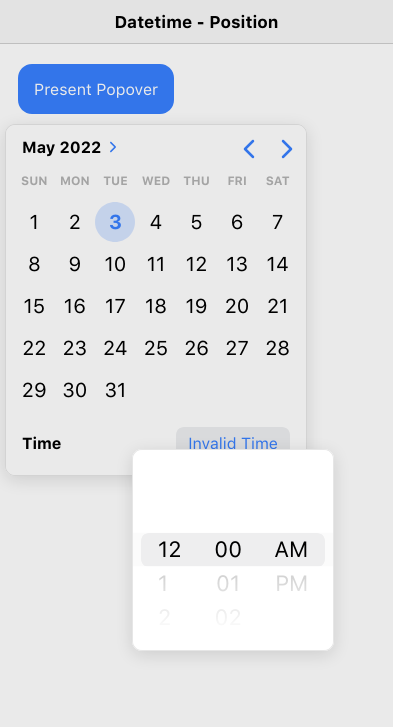 Datetime - Position
Present Popover
May 2022
SUN MON TUE WED THU FRI SAT
1 2 3 4 5 6 7
8 9 10 11 12 13 14
15 16 17 18 19 20 21
22 23 24 25 26 27 28
29 30 31
Time Invalid Time
12 00 AM
1 01 PM
2 02